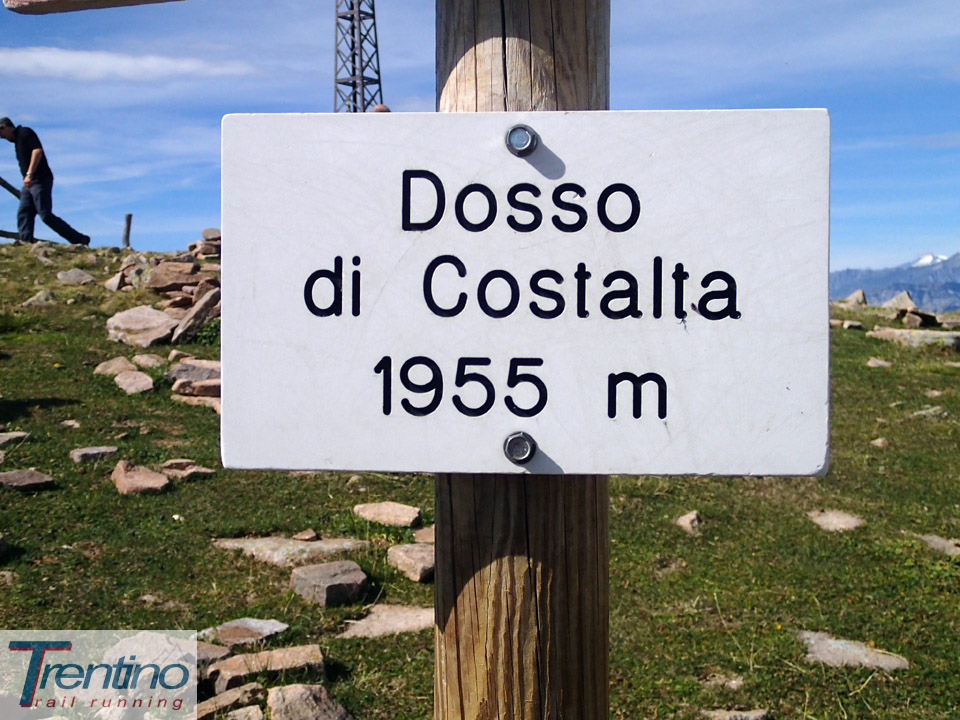 Dosso
di Costalta
1955 m
Trentino
trail running